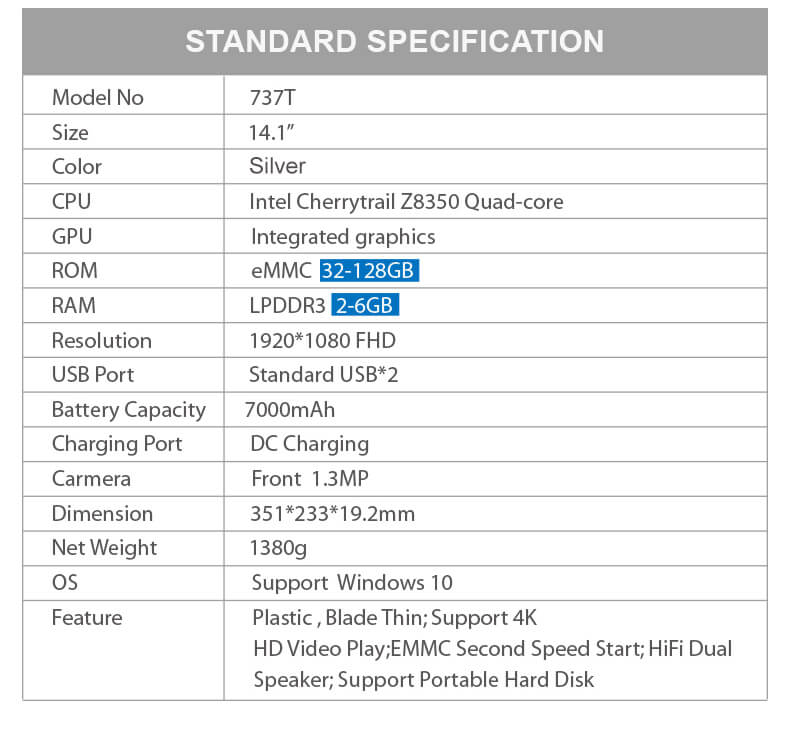 STANDARD SPECIFICATION
Model No 737T
Size 14.1”
Color Silver
CPU Intel Cherrytrail Z8350 Quad-core
GPU Integrated graphics
ROM eMMC 32-128GB
RAM LPDDR3 2-6GB
Resolution 1920*1080 FHD
USB Port Standard USB*2
Battery Capacity 7000mAh
Charging Port DC Charging
Carmera Front 1.3MP
Dimension 351*233*19.2mm
Net Weight 1380g
OS Support Windows 10
Feature Plastic , Blade Thin; Support 4K
HD Video Play;EMMC Second Speed Start; HiFi Dual
Speaker; Support Portable Hard Disk